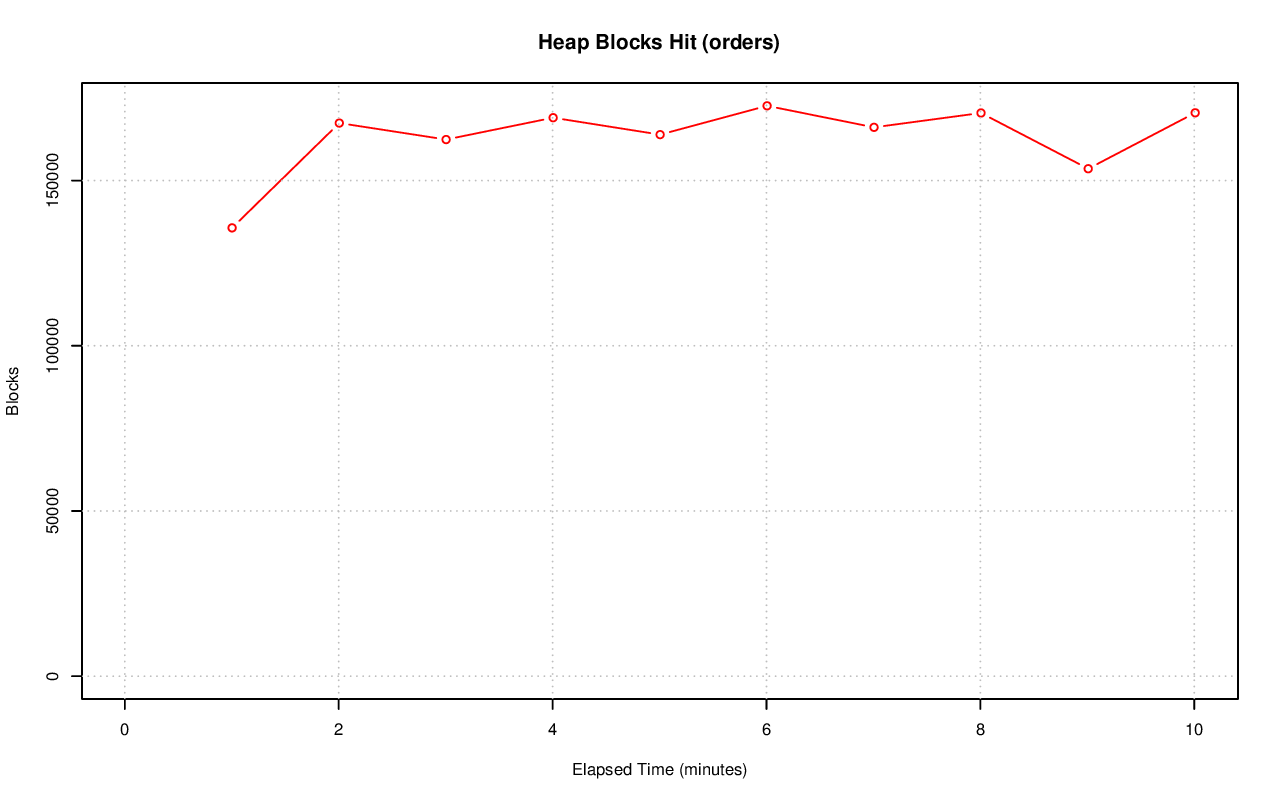 Heap Blocks Hit (orders)
Blocks
150000
100000
50000
0
0 2 4 6 8 10
Elapsed Time (minutes)